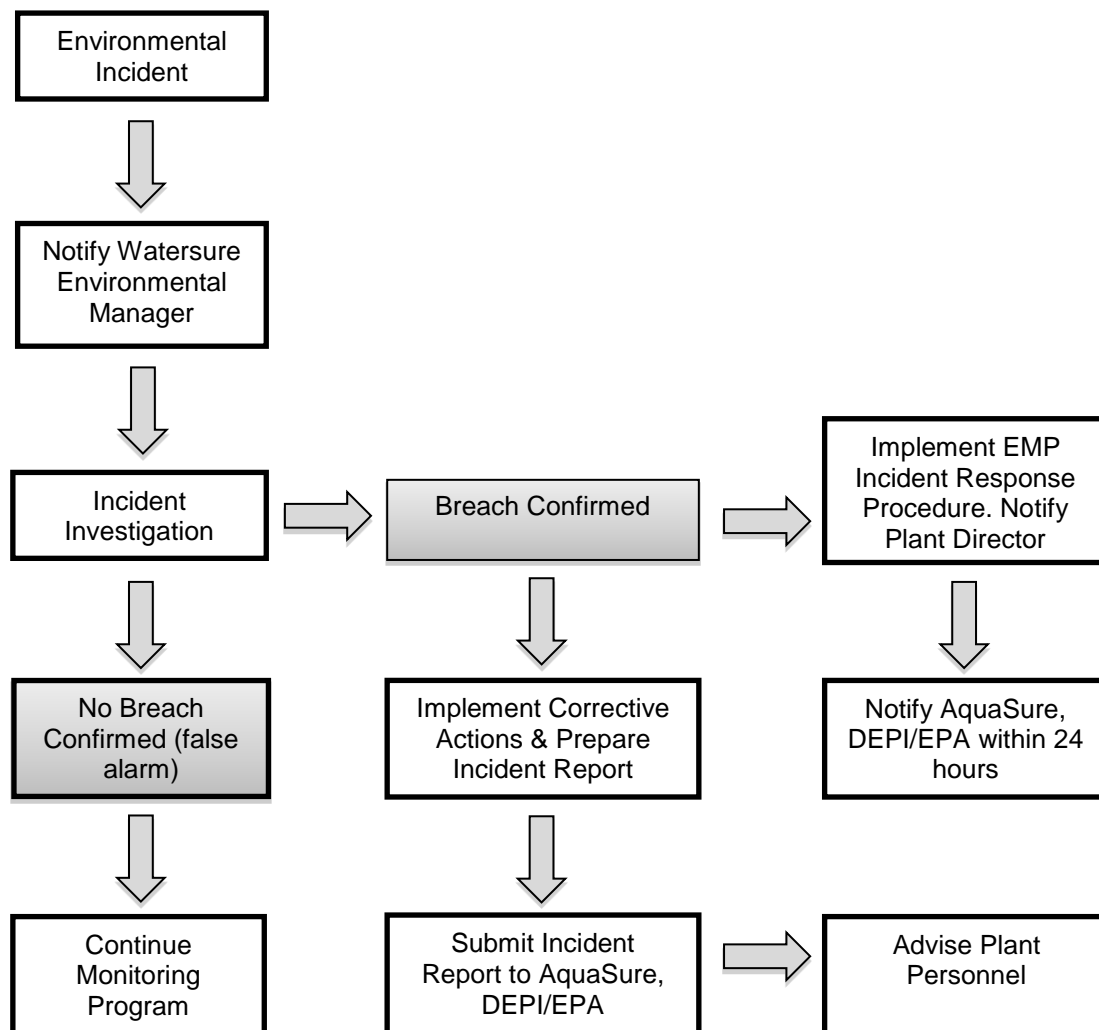 Environmental
Incident
Notify Watersure
Environmental
Manager
Incident
Investigation
Breach Confirmed
Implement EMP
Incident Response
Procedure. Notify
Plant Director
No Breach
Confirmed (false
alarm)
Implement Corrective
Actions & Prepare
Incident Report
Notify AquaSure,
DEPI/EPA within 24
hours
Continue
Monitoring
Program
Submit Incident
Report to AquaSure,
DEPI/EPA
Advise Plant
Personnel